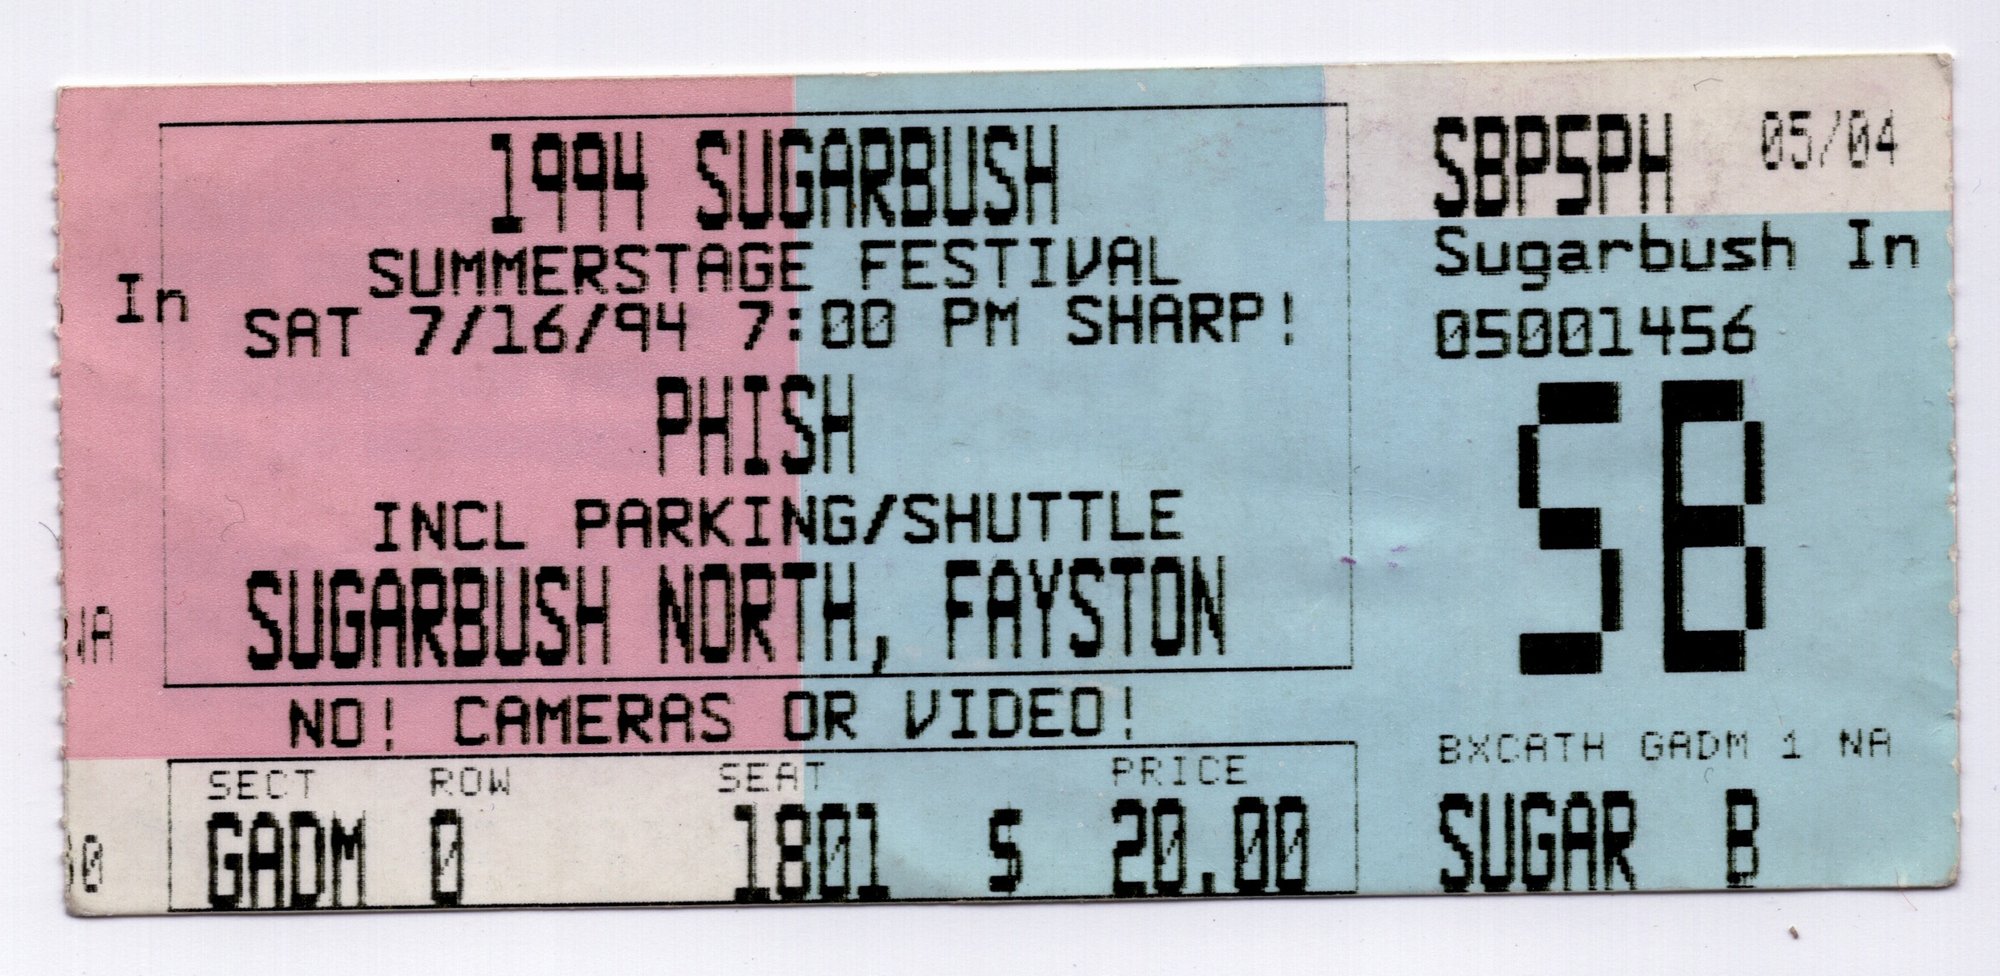 1994 SUGARBUSH
SUMMERSTAGE FESTIVAL
SAT 7/16/94 7:00 PM SHARP!
PHISH
INCL PARKING/SHUTTLE
SUGARBUSH NORTH, FAYSTON
NO! CAMERAS OR VIDEO!
SECT ROW SEAT PRICE
GADM 0 1801 $ 20.00
In
NA
0
SBP5PH 05/04
Sugarbush In
05001456
SB
BXCATH GADM 1 NA
SUGAR B